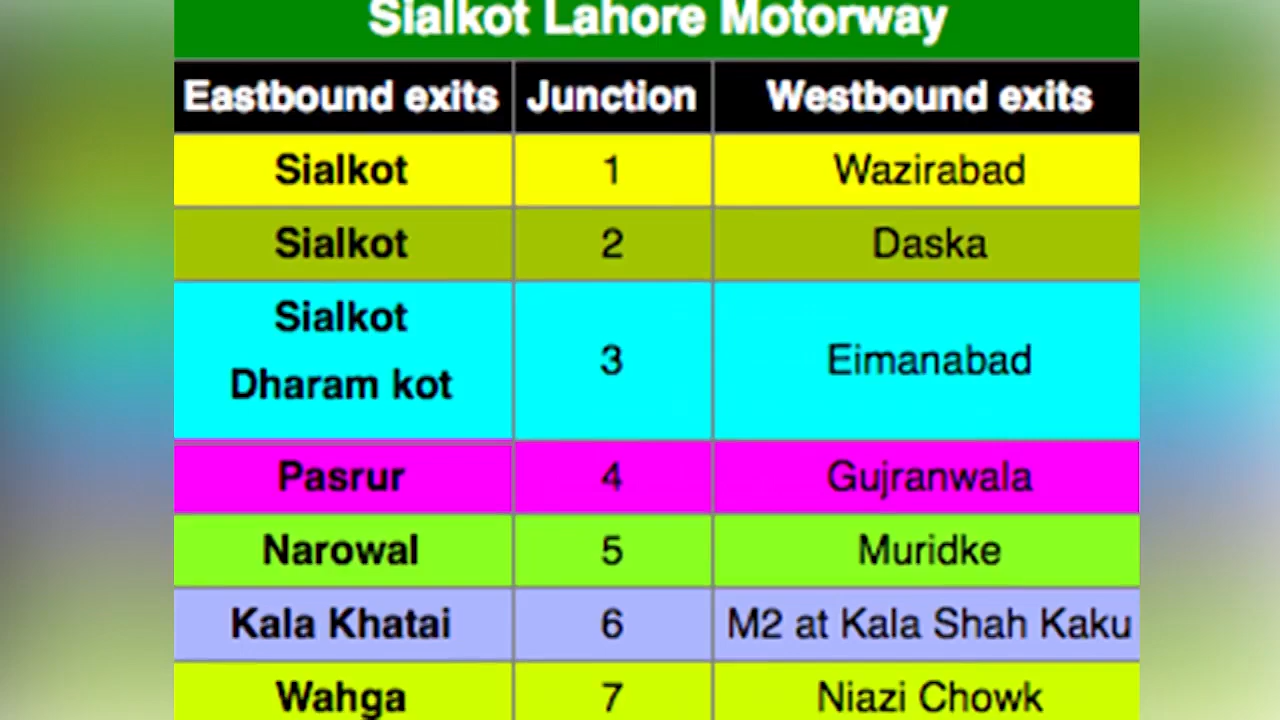 Sialkot Lahore Motorway
Eastbound exits Junction Westbound exits
Sialkot 1 Wazirabad
Sialkot 2 Daska
Sialkot
Dharam kot 3 Eimanabad
Pasrur 4 Gujranwala
Narowal 5 Muridke
Kala Khatai 6 M2 at Kala Shah Kaku
Wahga 7 Niazi Chowk